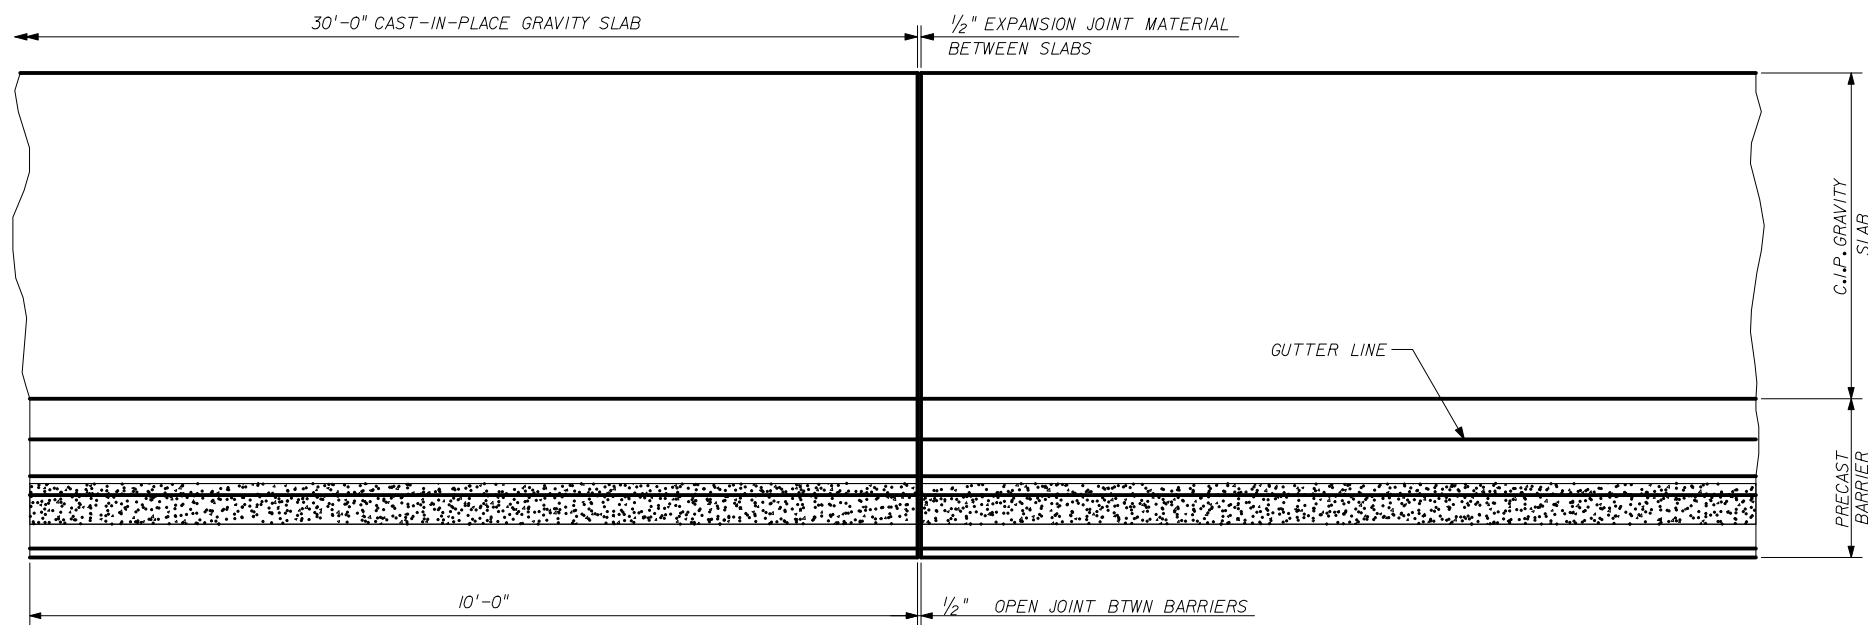 30'-0" CAST-IN-PLACE GRAVITY SLAB
1/2" EXPANSION JOINT MATERIAL
BETWEEN SLABS
C.I.P. GRAVITY
SLAB
GUTTER LINE
PRECAST
BARRIER
10'-0"
1/2" OPEN JOINT BTWN BARRIERS